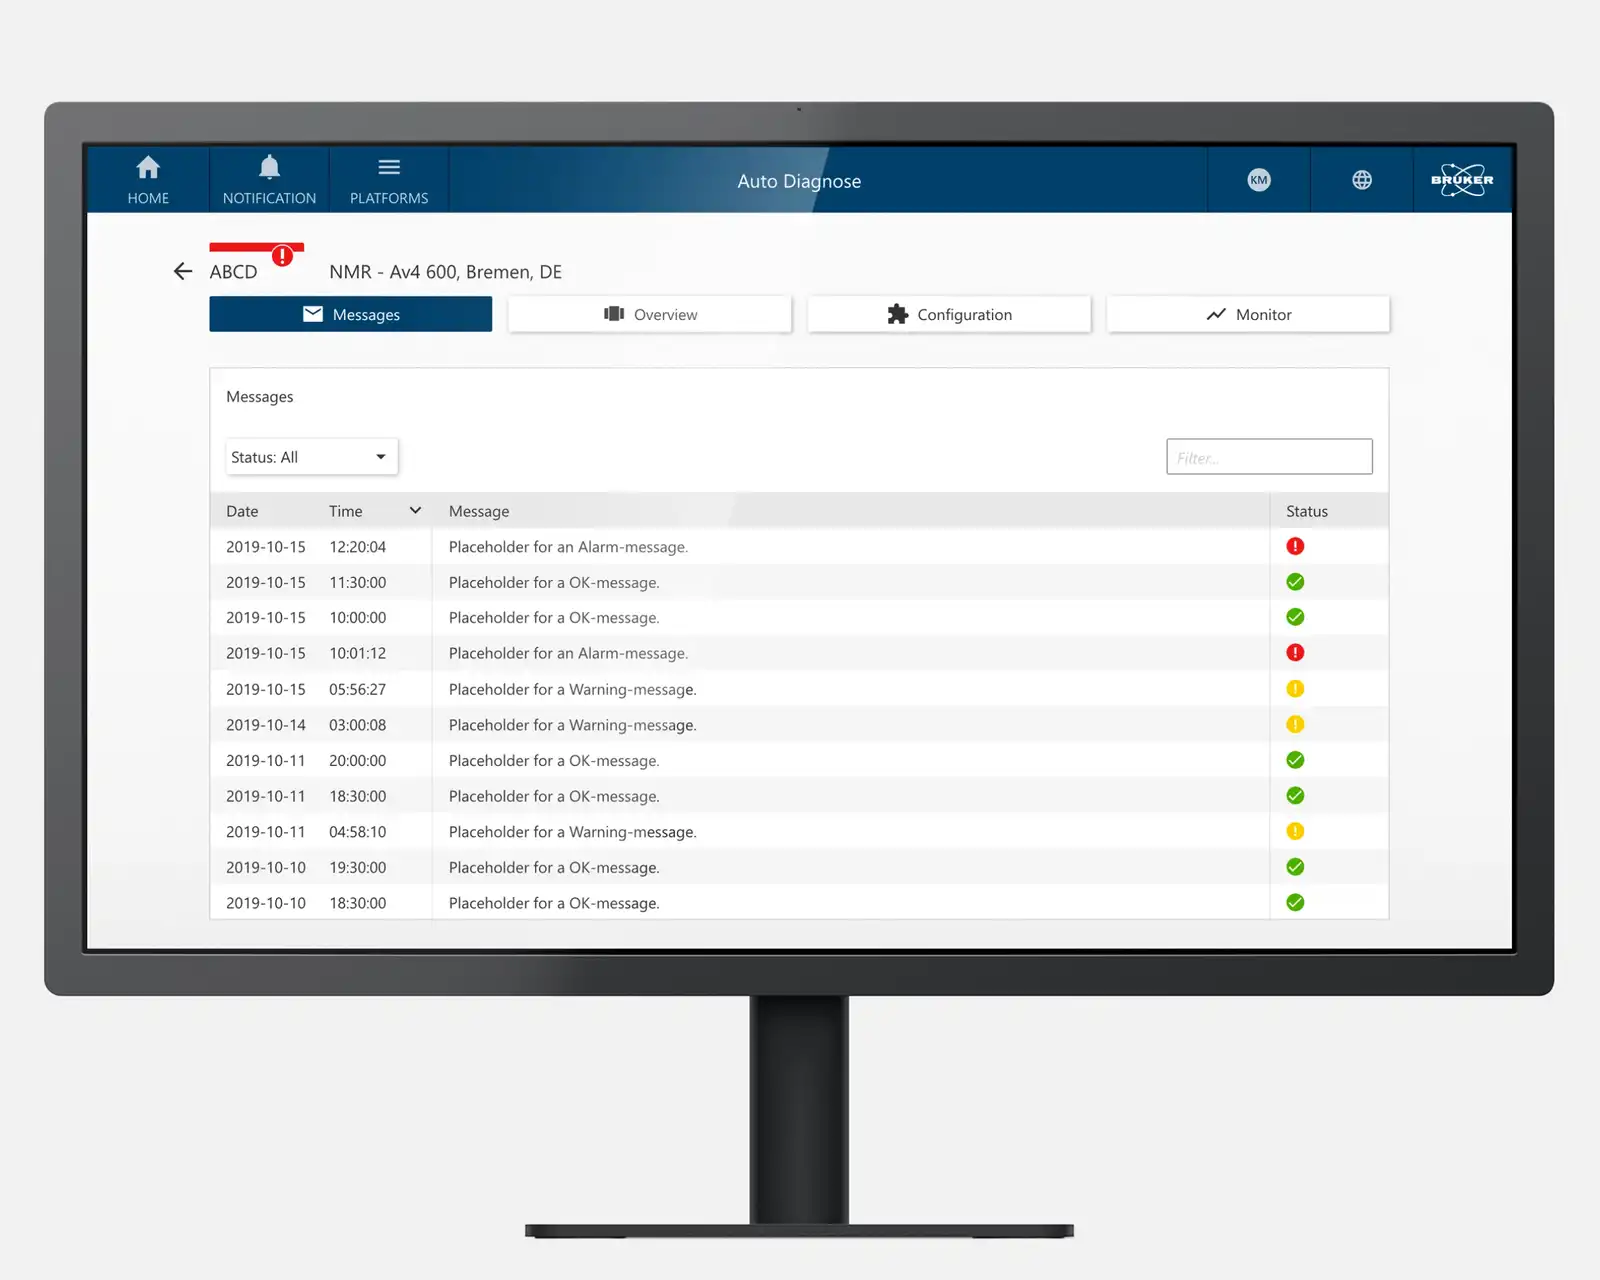 HOME
NOTIFICATION
PLATFORMS
Auto Diagnose
KM
BRUKER
ABCD
NMR - Av4 600, Bremen, DE
Messages
Overview
Configuration
Monitor
Messages
Status: All
Filter...
Date Time Message Status
2019-10-15 12:20:04 Placeholder for an Alarm-message.
2019-10-15 11:30:00 Placeholder for a OK-message.
2019-10-15 10:00:00 Placeholder for a OK-message.
2019-10-15 10:01:12 Placeholder for an Alarm-message.
2019-10-15 05:56:27 Placeholder for a Warning-message.
2019-10-14 03:00:08 Placeholder for a Warning-message.
2019-10-11 20:00:00 Placeholder for a OK-message.
2019-10-11 18:30:00 Placeholder for a OK-message.
2019-10-11 04:58:10 Placeholder for a Warning-message.
2019-10-10 19:30:00 Placeholder for a OK-message.
2019-10-10 18:30:00 Placeholder for a OK-message.